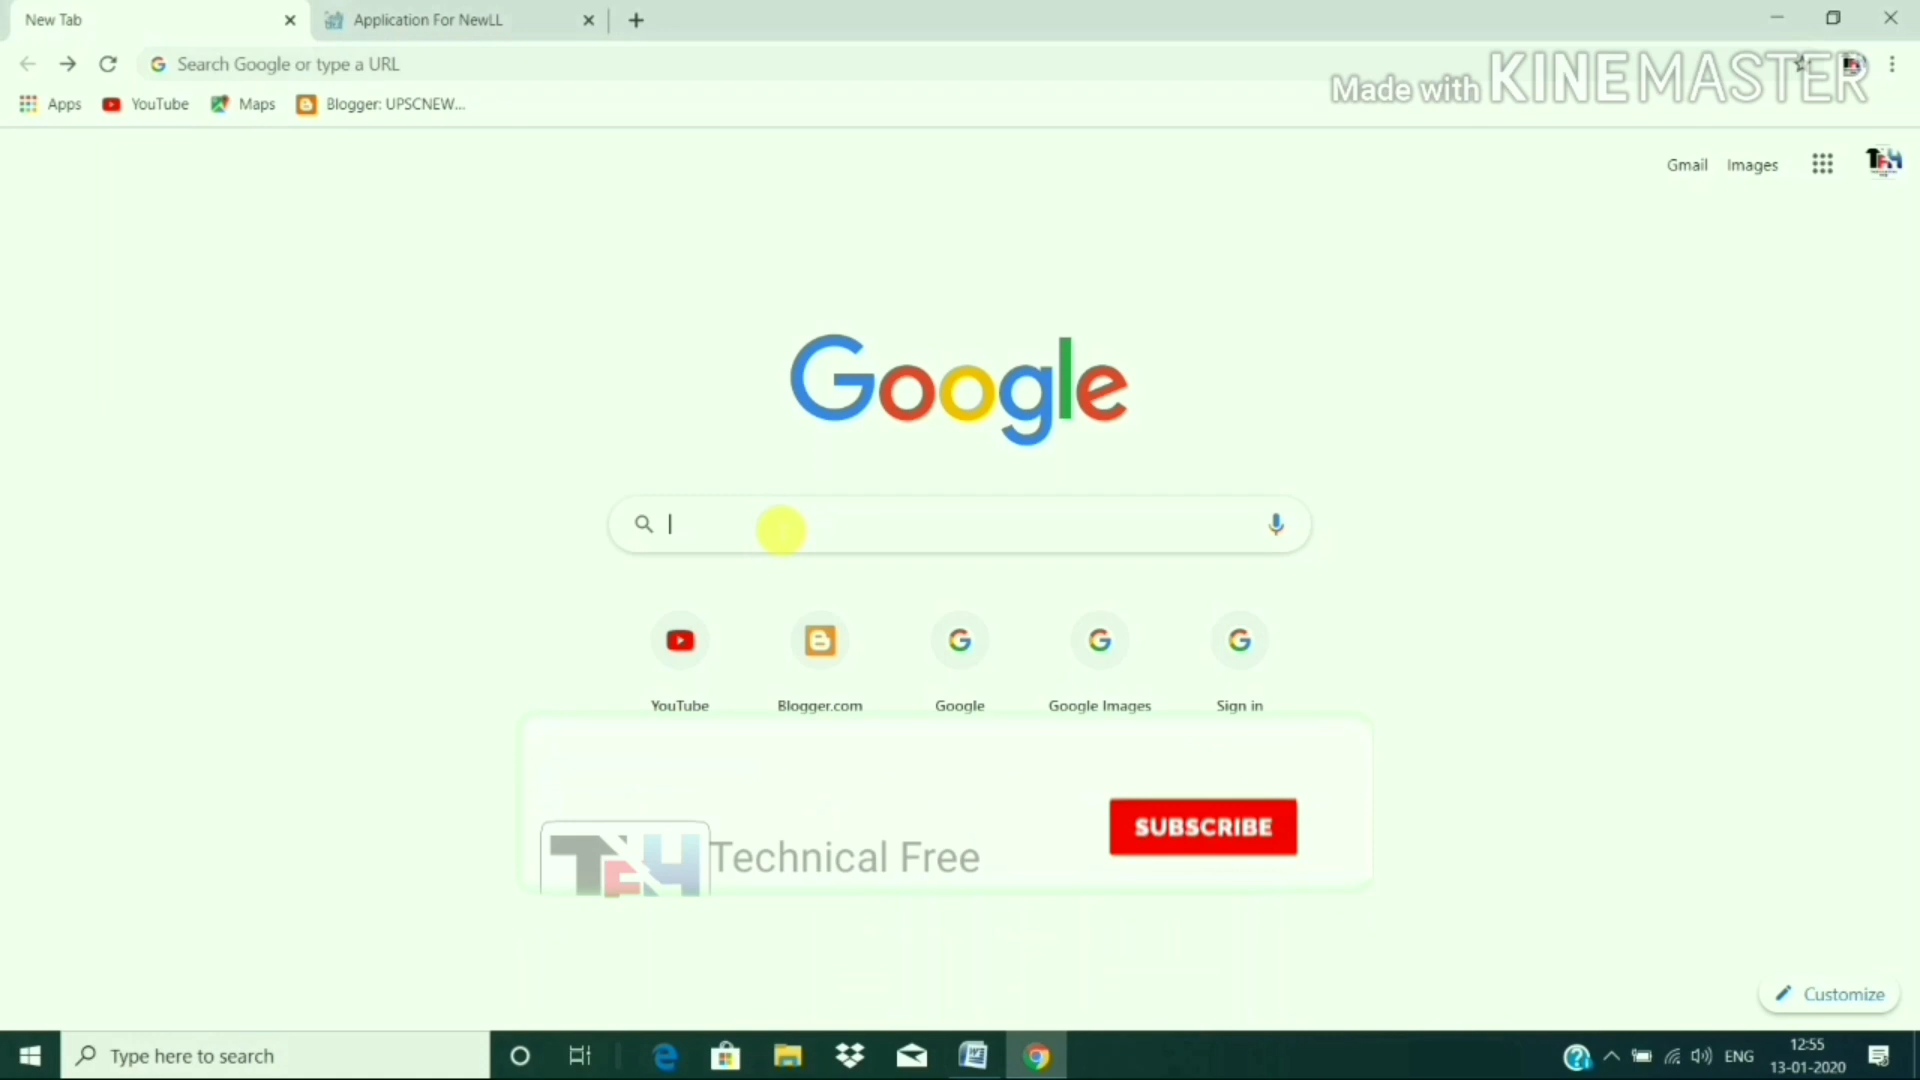 New Tab
Application For NewLL
Search Google or type a URL
Made with KINEMASTER
Apps
YouTube
Maps
Blogger: UPSCNEW...
Gmail
Images
Google
YouTube
Blogger.com
Google
Google Images
Sign in
Technical Free
SUBSCRIBE
Customize
Type here to search
ENG
12:55
13-01-2020